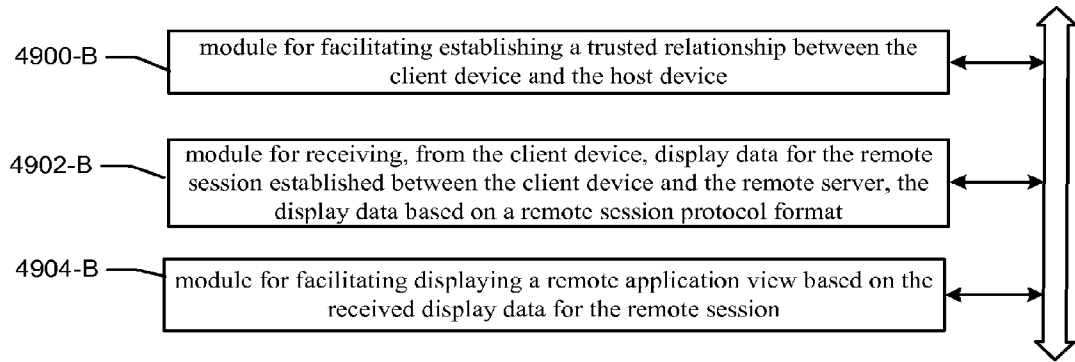 4900-B
module for facilitating establishing a trusted relationship between the
client device and the host device
4902-B
module for receiving, from the client device, display data for the remote
session established between the client device and the remote server, the
display data based on a remote session protocol format
4904-B
module for facilitating displaying a remote application view based on the
received display data for the remote session